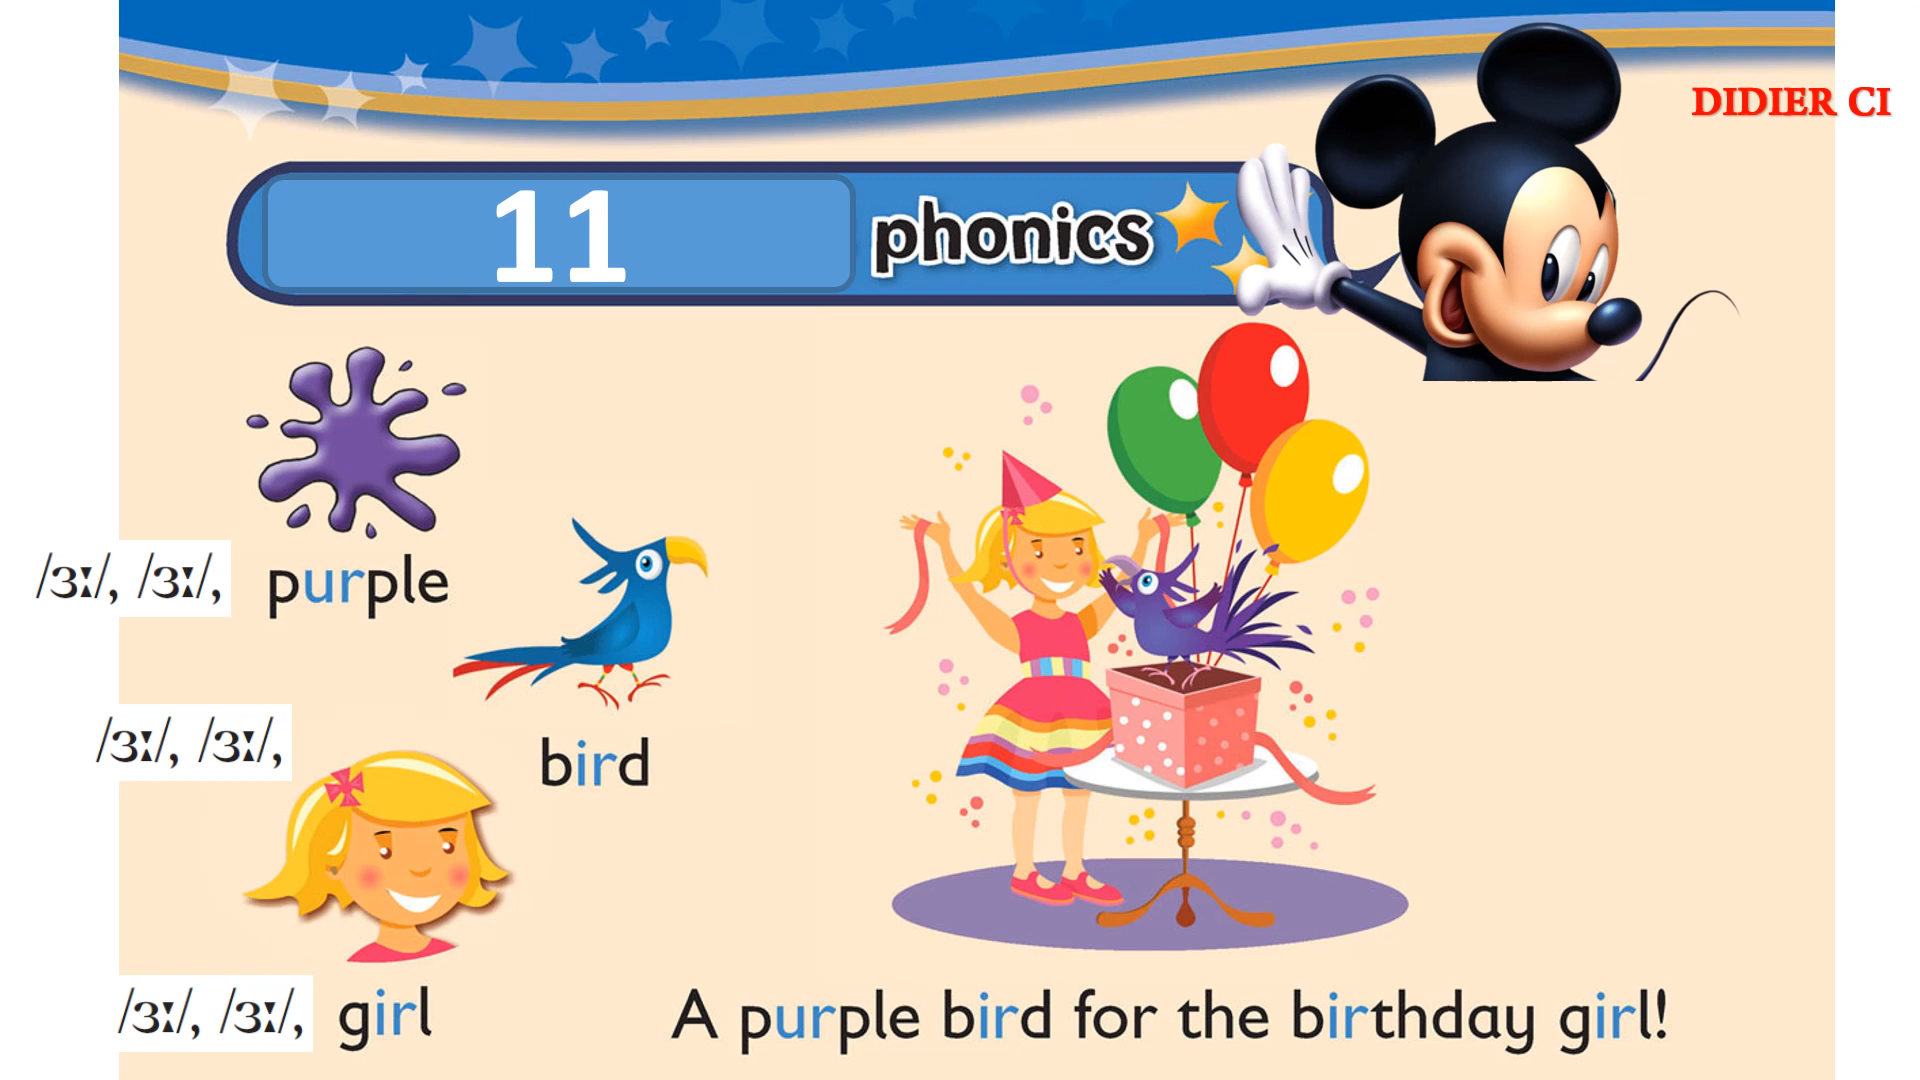 DIDIER CI
11
phonics
/ɜː/, /ɜː/,
purple
/ɜː/, /ɜː/,
bird
/ɜː/, /ɜː/,
girl
A purple bird for the birthday girl!